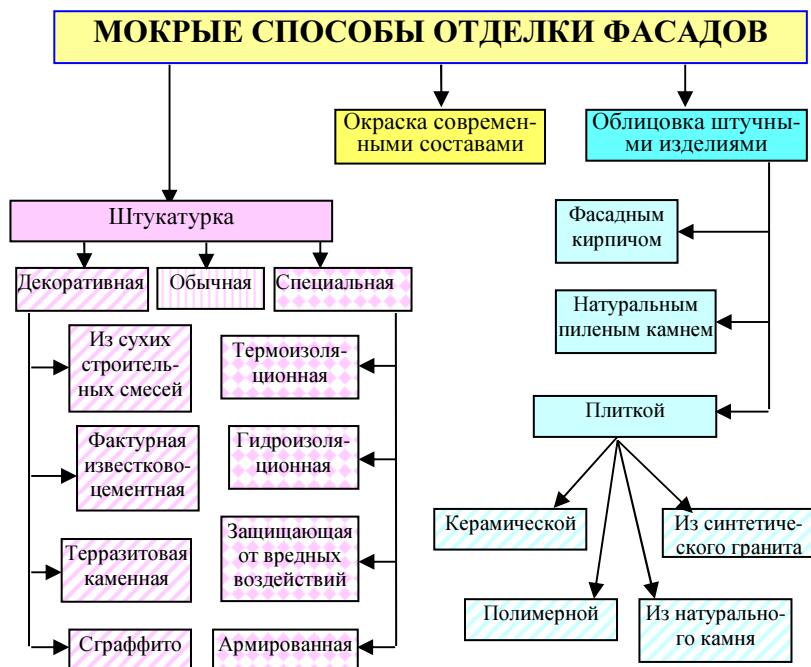 МОКРЫЕ СПОСОБЫ ОТДЕЛКИ ФАСАДОВ
Окраска современ-
ными составами
Облицовка штучны-
ми изделиями
Штукатурка
Декоративная
Обычная
Специальная
Из сухих
строитель-
ных смесей
Фактурная
известково-
цементная
Терразитовая
каменная
Сграффито
Термоизоля-
ционная
Гидроизоля-
ционная
Защищающая
от вредных
воздействий
Армированная
Фасадным
кирпичом
Натуральным
пиленым камнем
Плиткой
Керамической
Из синтетич-
еского гранита
Полимерной
Из натурально-
го камня